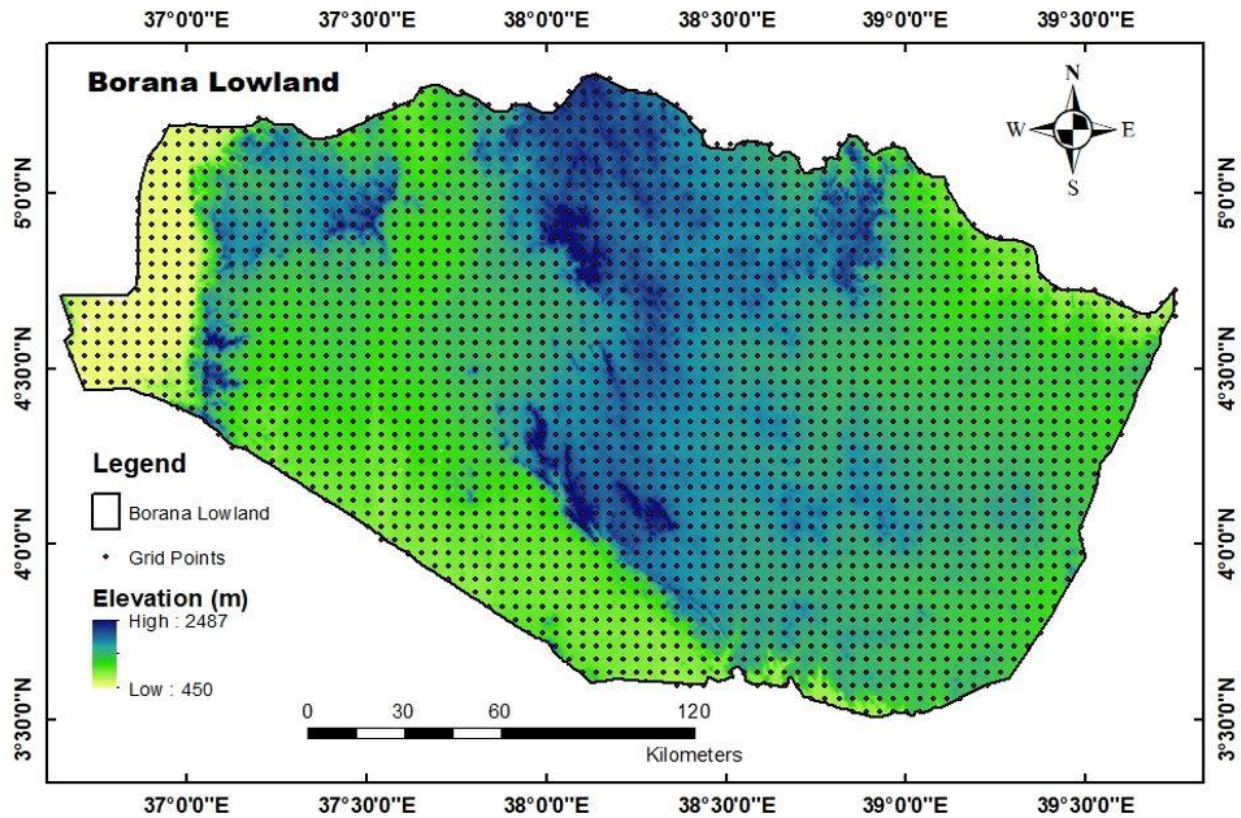 37°0'0"E 37°30'0"E 38°0'0"E 38°30'0"E 39°0'0"E 39°30'0"E
Borana Lowland
N
W E
S
5°0'0"N 5°0'0"N
4°30'0"N 4°30'0"N
Legend
Borana Lowland
Grid Points
4°0'0"N 4°0'0"N
Elevation (m)
High : 2487
Low : 450
3°30'0"N 3°30'0"N
0 30 60 120
Kilometers
37°0'0"E 37°30'0"E 38°0'0"E 38°30'0"E 39°0'0"E 39°30'0"E